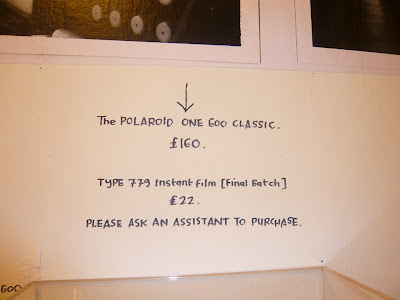 The POLAROID ONE 600 CLASSIC.
£160.
TYPE 779 Instant film [Final Batch]
£22.
PLEASE ASK AN ASSISTANT TO PURCHASE.
600